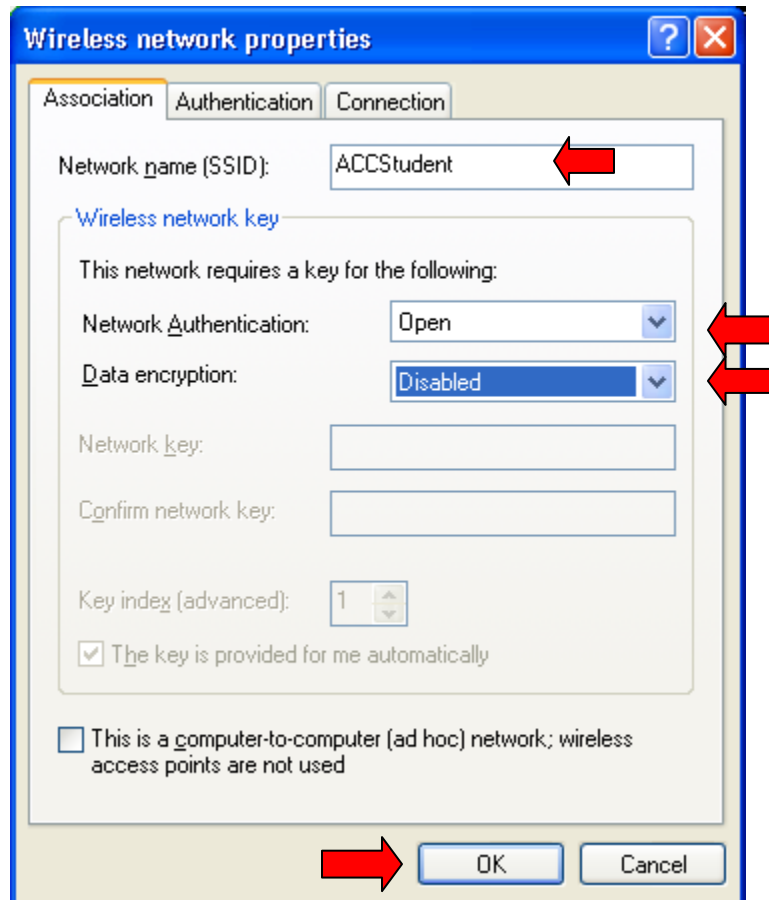 Wireless network properties
Association Authentication Connection
Network name (SSID): ACCStudent
Wireless network key
This network requires a key for the following:
Network Authentication: Open
Data encryption: Disabled
Network key:
Confirm network key:
Key index (advanced): 1
The key is provided for me automatically
This is a computer-to-computer (ad hoc) network; wireless
access points are not used
OK Cancel